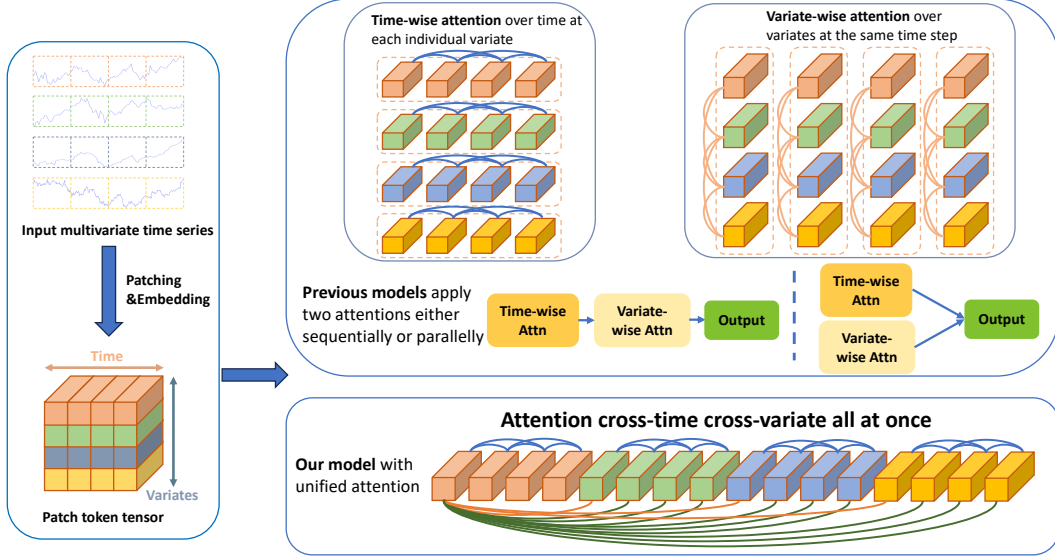 Input multivariate time series
Patching
&Embedding
Time
Variates
Patch token tensor
Time-wise attention over time at
each individual variate
Variate-wise attention over
variates at the same time step
Previous models apply
two attentions either
sequentially or parallelly
Time-wise
Attn
Variate-
wise Attn
Output
Time-wise
Attn
Variate-
wise Attn
Output
Attention cross-time cross-variate all at once
Our model with
unified attention